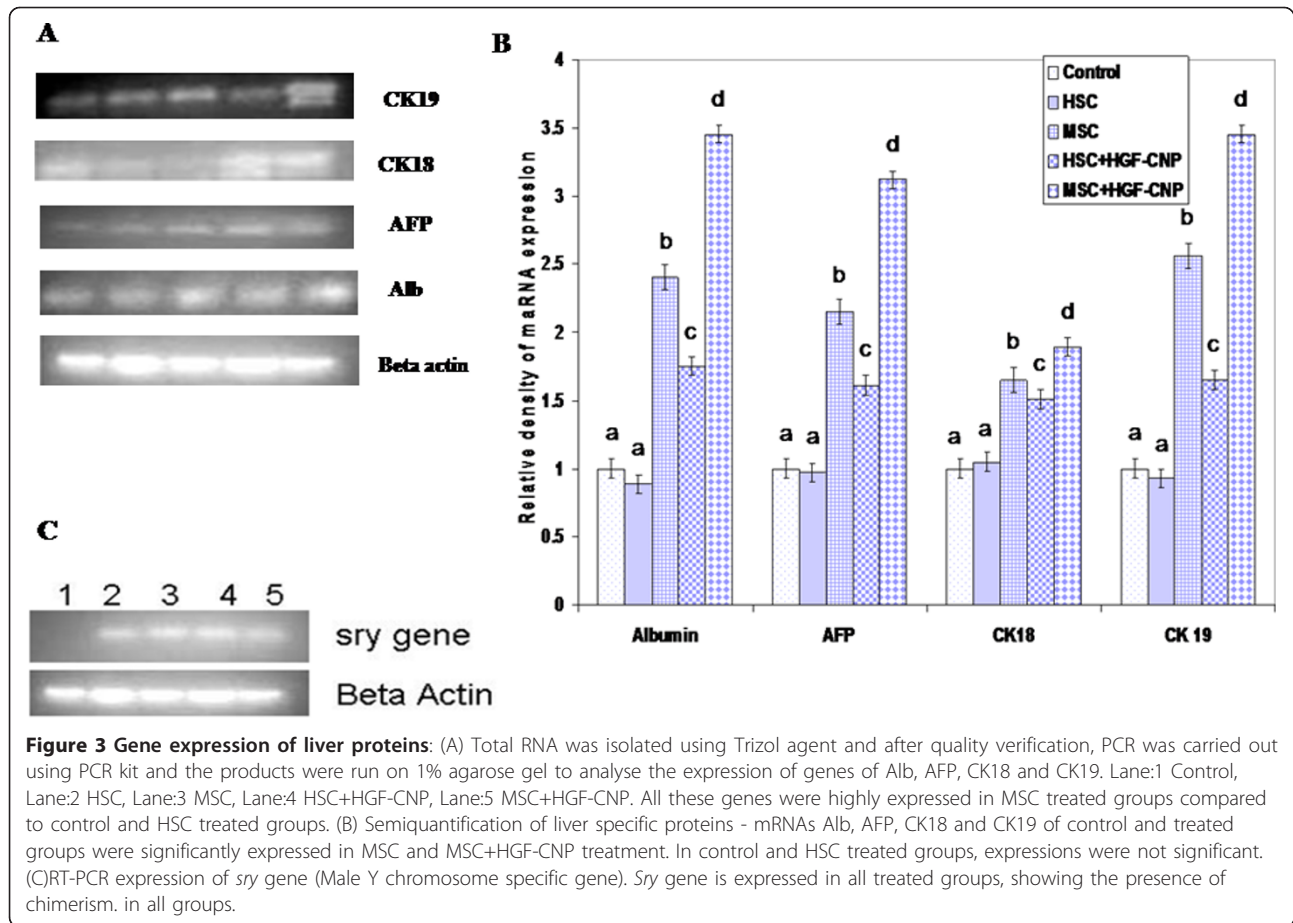 A
CK19
CK18
AFP
Alb
Beta actin
B
Relative density of maRNA expression
4
3.5
3
2.5
2
1.5
1
0.5
0
Control
HSC
MSC
HSC+HGF-CNP
MSC+HGF-CNP
a a b c d
a a b c d
a a b c d
a a b c d
Albumin AFP CK18 CK 19
C
1 2 3 4 5
sry gene
Beta Actin
Figure 3 Gene expression of liver proteins: (A) Total RNA was isolated using Trizol agent and after quality verification, PCR was carried out
using PCR kit and the products were run on 1% agarose gel to analyse the expression of genes of Alb, AFP, CK18 and CK19. Lane:1 Control,
Lane:2 HSC, Lane:3 MSC, Lane:4 HSC+HGF-CNP, Lane:5 MSC+HGF-CNP. All these genes were highly expressed in MSC treated groups compared
to control and HSC treated groups. (B) Semiquantification of liver specific proteins - mRNAs Alb, AFP, CK18 and CK19 of control and treated
groups were significantly expressed in MSC and MSC+HGF-CNP treatment. In control and HSC treated groups, expressions were not significant.
(C)RT-PCR expression of sry gene (Male Y chromosome specific gene). Sry gene is expressed in all treated groups, showing the presence of
chimerism. in all groups.